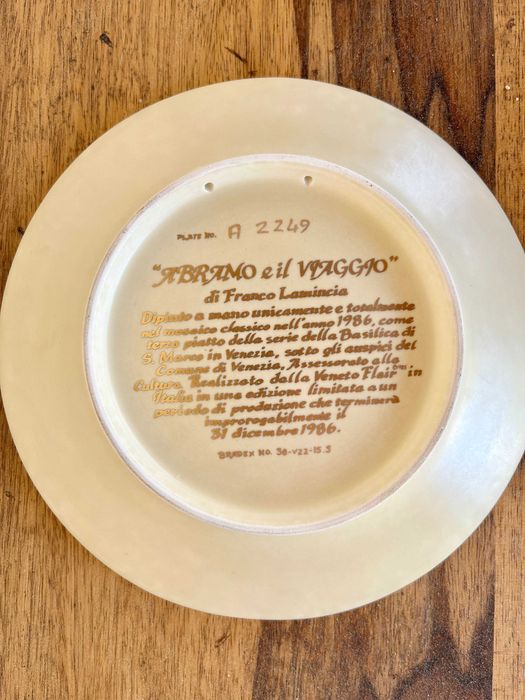 PLATE NO. A 2249
"ABRAMO e il VIAGGIO"
di Franco Lamincia
Dipinto a mano unicamente e totalmente
nel mosaico classico nell'anno 1986, come
terzo piatto della serie della Basilica di
S. Marco in Venezia, sotto gli auspici del
Comune di Venezia, Assessorato alla
Cultura. Realizzato dalla Veneto Flair in
Italia in una edizione limitata a un
periodo di produzione che terminerà
improrogabilmente il
31 dicembre 1986.
BRADEX NO. 38-V22-15.3